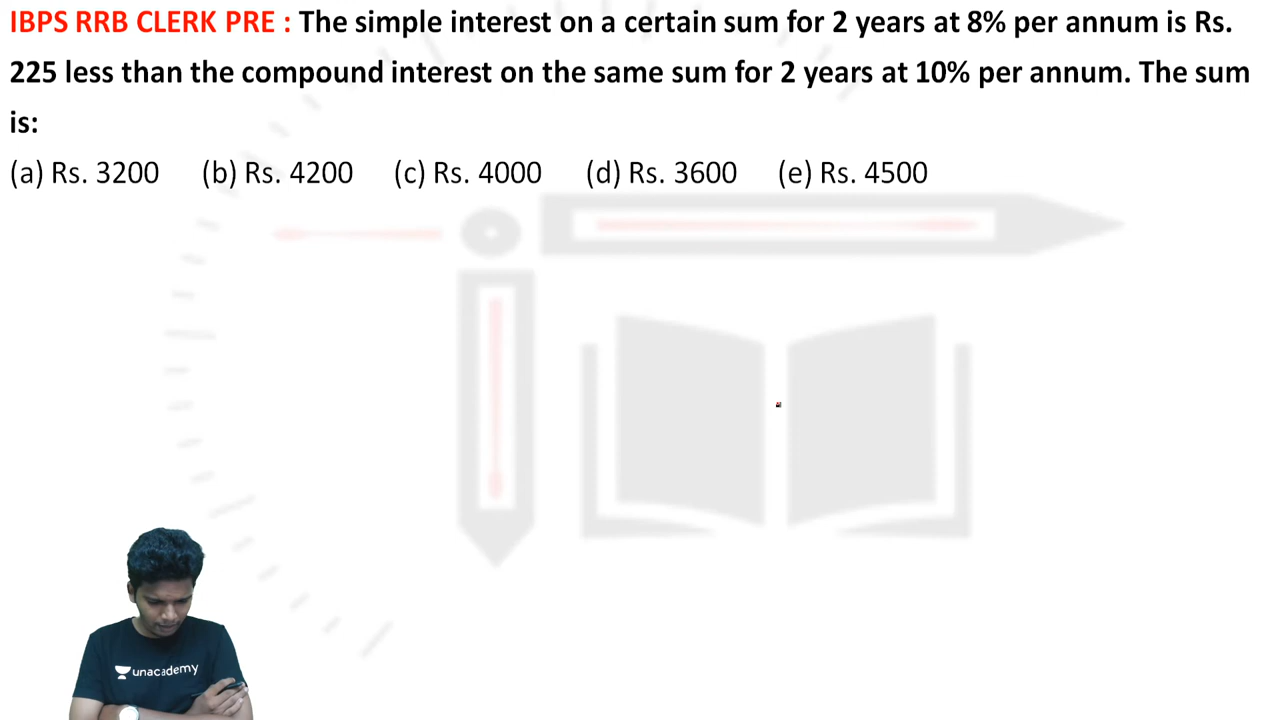 IBPS RRB CLERK PRE : The simple interest on a certain sum for 2 years at 8% per annum is Rs.
225 less than the compound interest on the same sum for 2 years at 10% per annum. The sum
is:
(a) Rs. 3200 (b) Rs. 4200 (c) Rs. 4000 (d) Rs. 3600 (e) Rs. 4500
unacademy